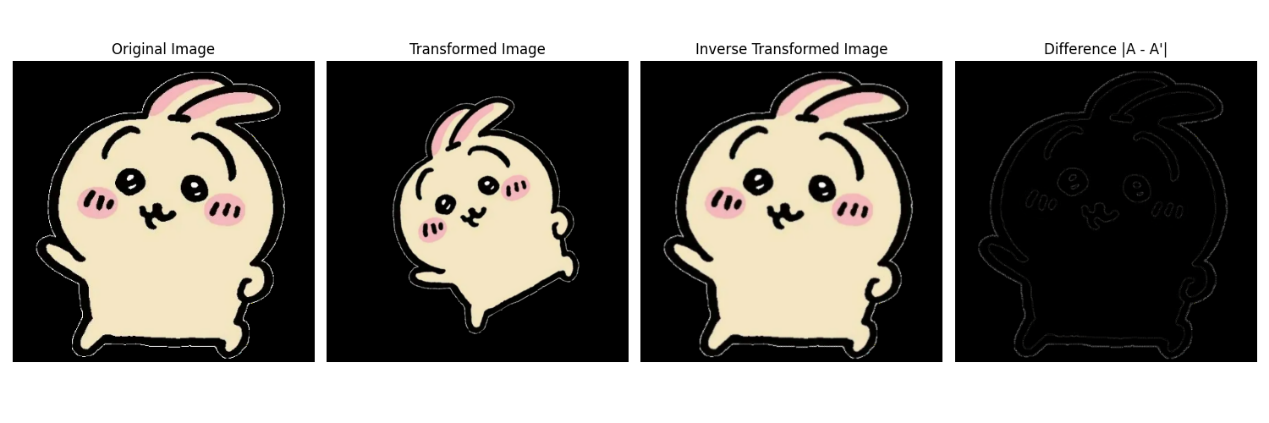 Original Image
Transformed Image
Inverse Transformed Image
Difference |A - A'|